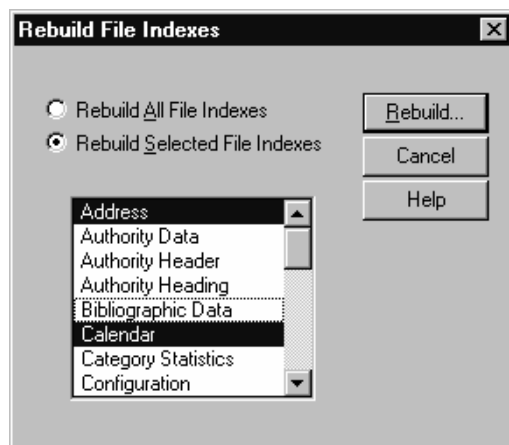 Rebuild File Indexes
Rebuild All File Indexes
Rebuild Selected File Indexes
Rebuild...
Cancel
Help
Address
Authority Data
Authority Header
Authority Heading
Bibliographic Data
Calendar
Category Statistics
Configuration